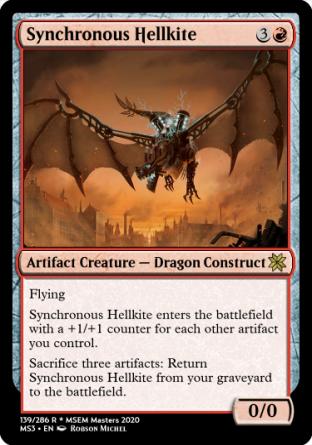 Synchronous Hellkite 3
Artifact Creature — Dragon Construct
Flying
Synchronous Hellkite enters the battlefield
with a +1/+1 counter for each other artifact
you control.
Sacrifice three artifacts: Return
Synchronous Hellkite from your graveyard
to the battlefield.
0/0
139/286 R * MSEM Masters 2020
MS3 • EN Robson Michel